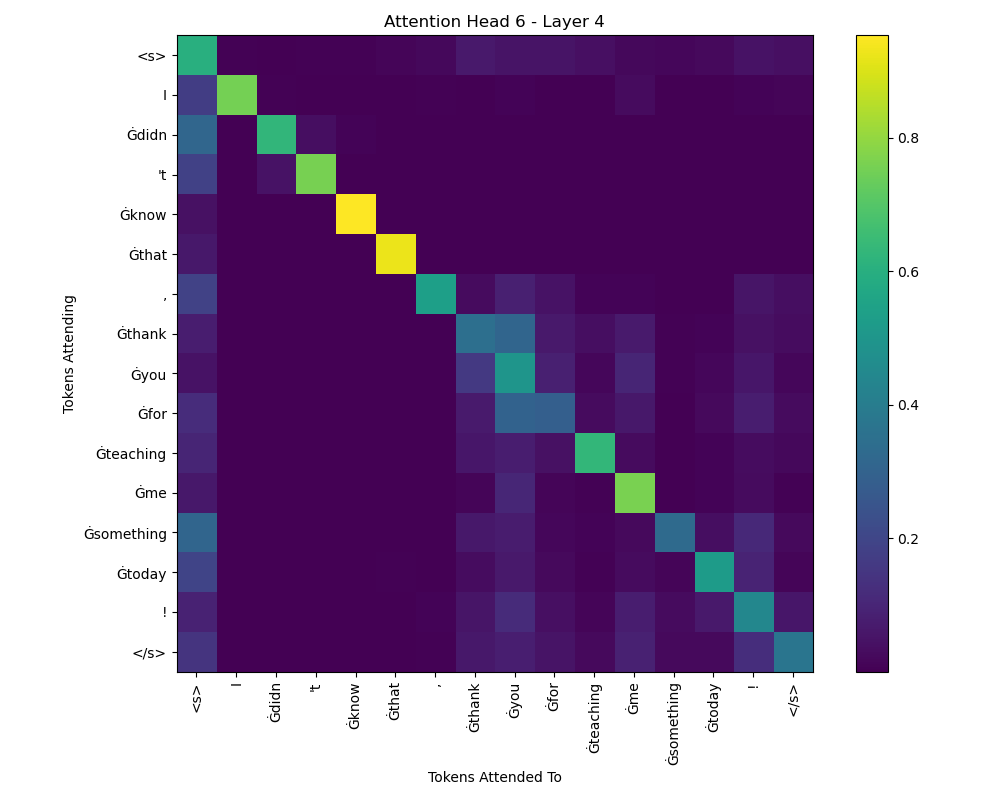 Attention Head 6 - Layer 4
<s>
I
Ġdidn
't
Ġknow
Ġthat
,
Ġthank
Ġyou
Ġfor
Ġteaching
Ġme
Ġsomething
Ġtoday
!
</s>
Tokens Attending
<s>
I
Ġdidn
't
Ġknow
Ġthat
,
Ġthank
Ġyou
Ġfor
Ġteaching
Ġme
Ġsomething
Ġtoday
!
</s>
Tokens Attended To
0.8
0.6
0.4
0.2